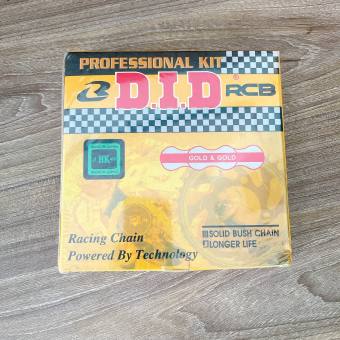 PROFESSIONAL KIT
D.I.D® RCB
HK
GOLD & GOLD
SOLID BUSH CHAIN
LONGER LIFE
Racing Chain
Powered By Technology